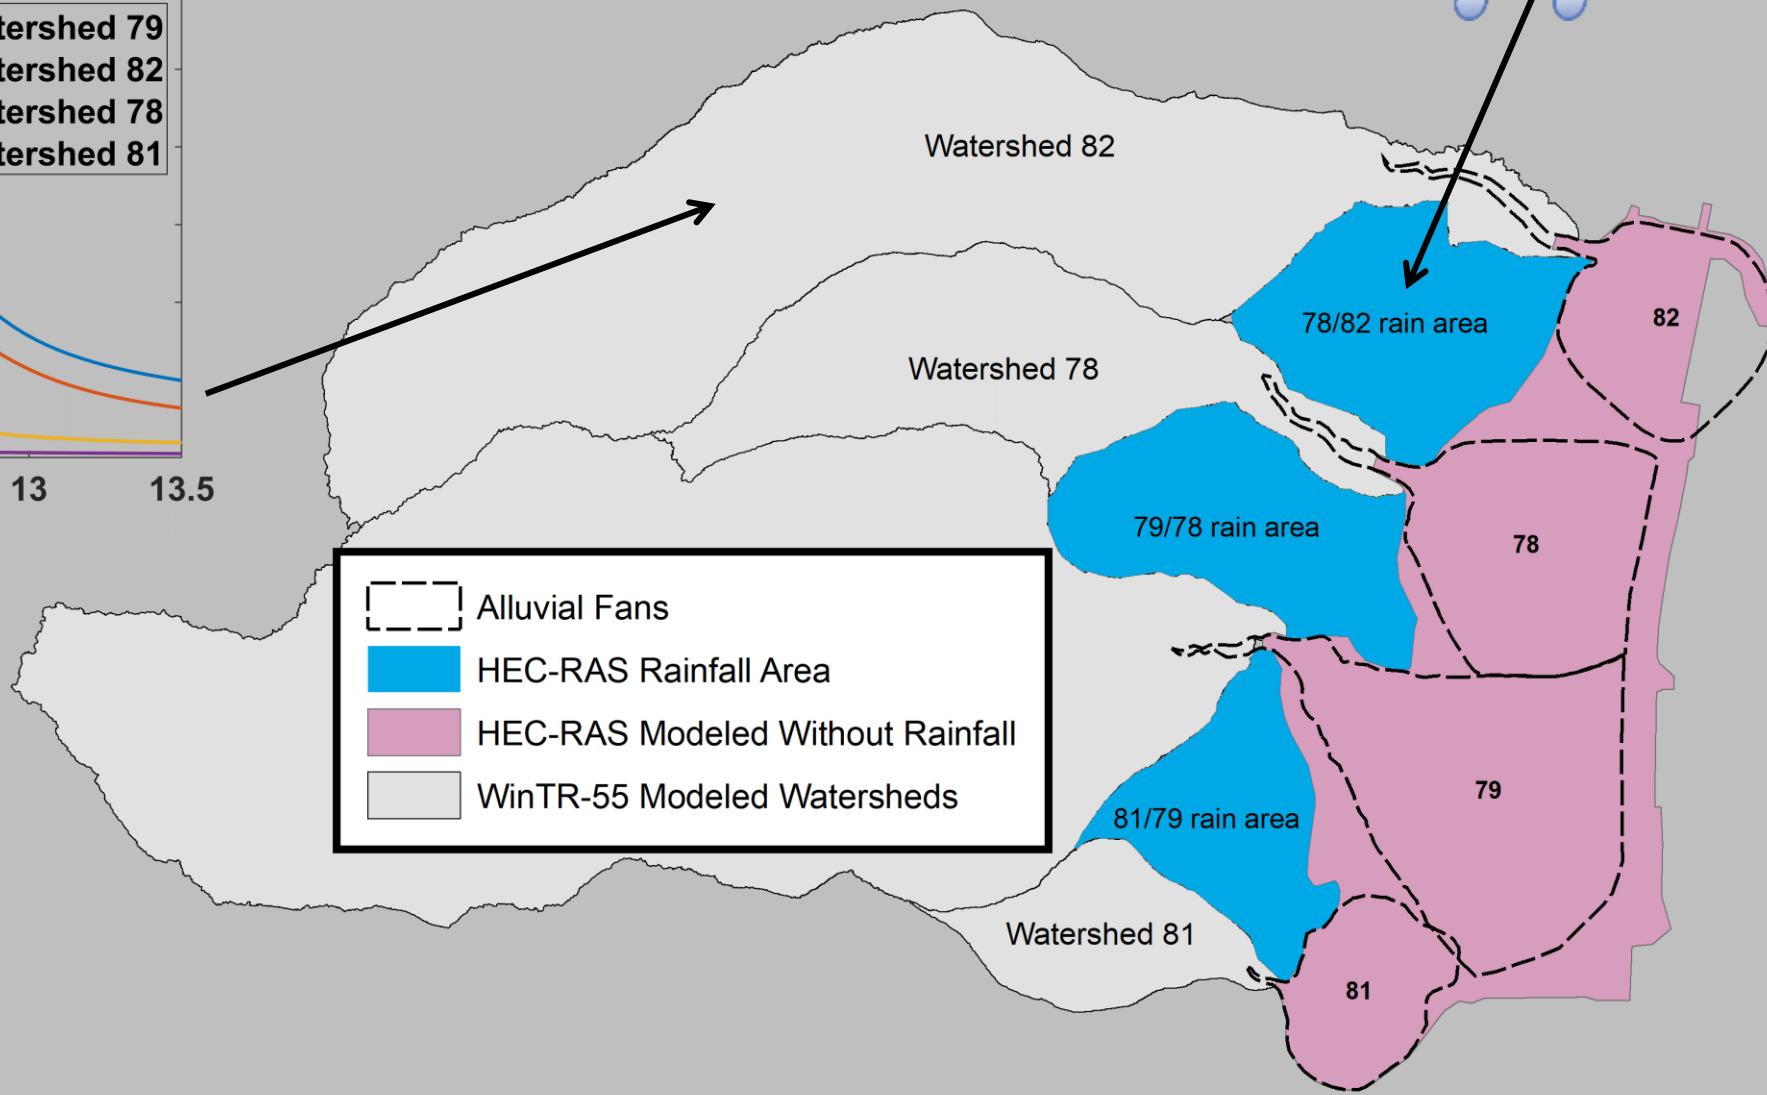 tershed 79
tershed 82
tershed 78
tershed 81
13
13.5
Watershed 82
78/82 rain area
82
Watershed 78
79/78 rain area
78
Alluvial Fans
HEC-RAS Rainfall Area
HEC-RAS Modeled Without Rainfall
WinTR-55 Modeled Watersheds
79
81/79 rain area
Watershed 81
81